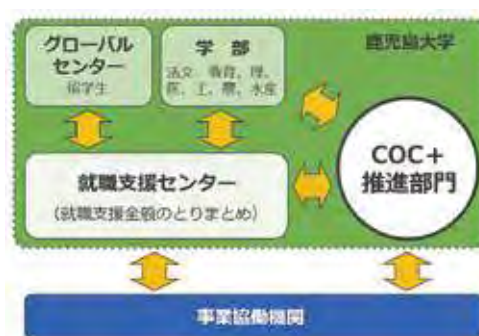 グローバル
センター
留学生
学 部
法文、教育、理、
医、工、農、水産
鹿児島大学
就職支援センター
(就職支援全般のとりまとめ)
COC+
推進部門
事業協働機関